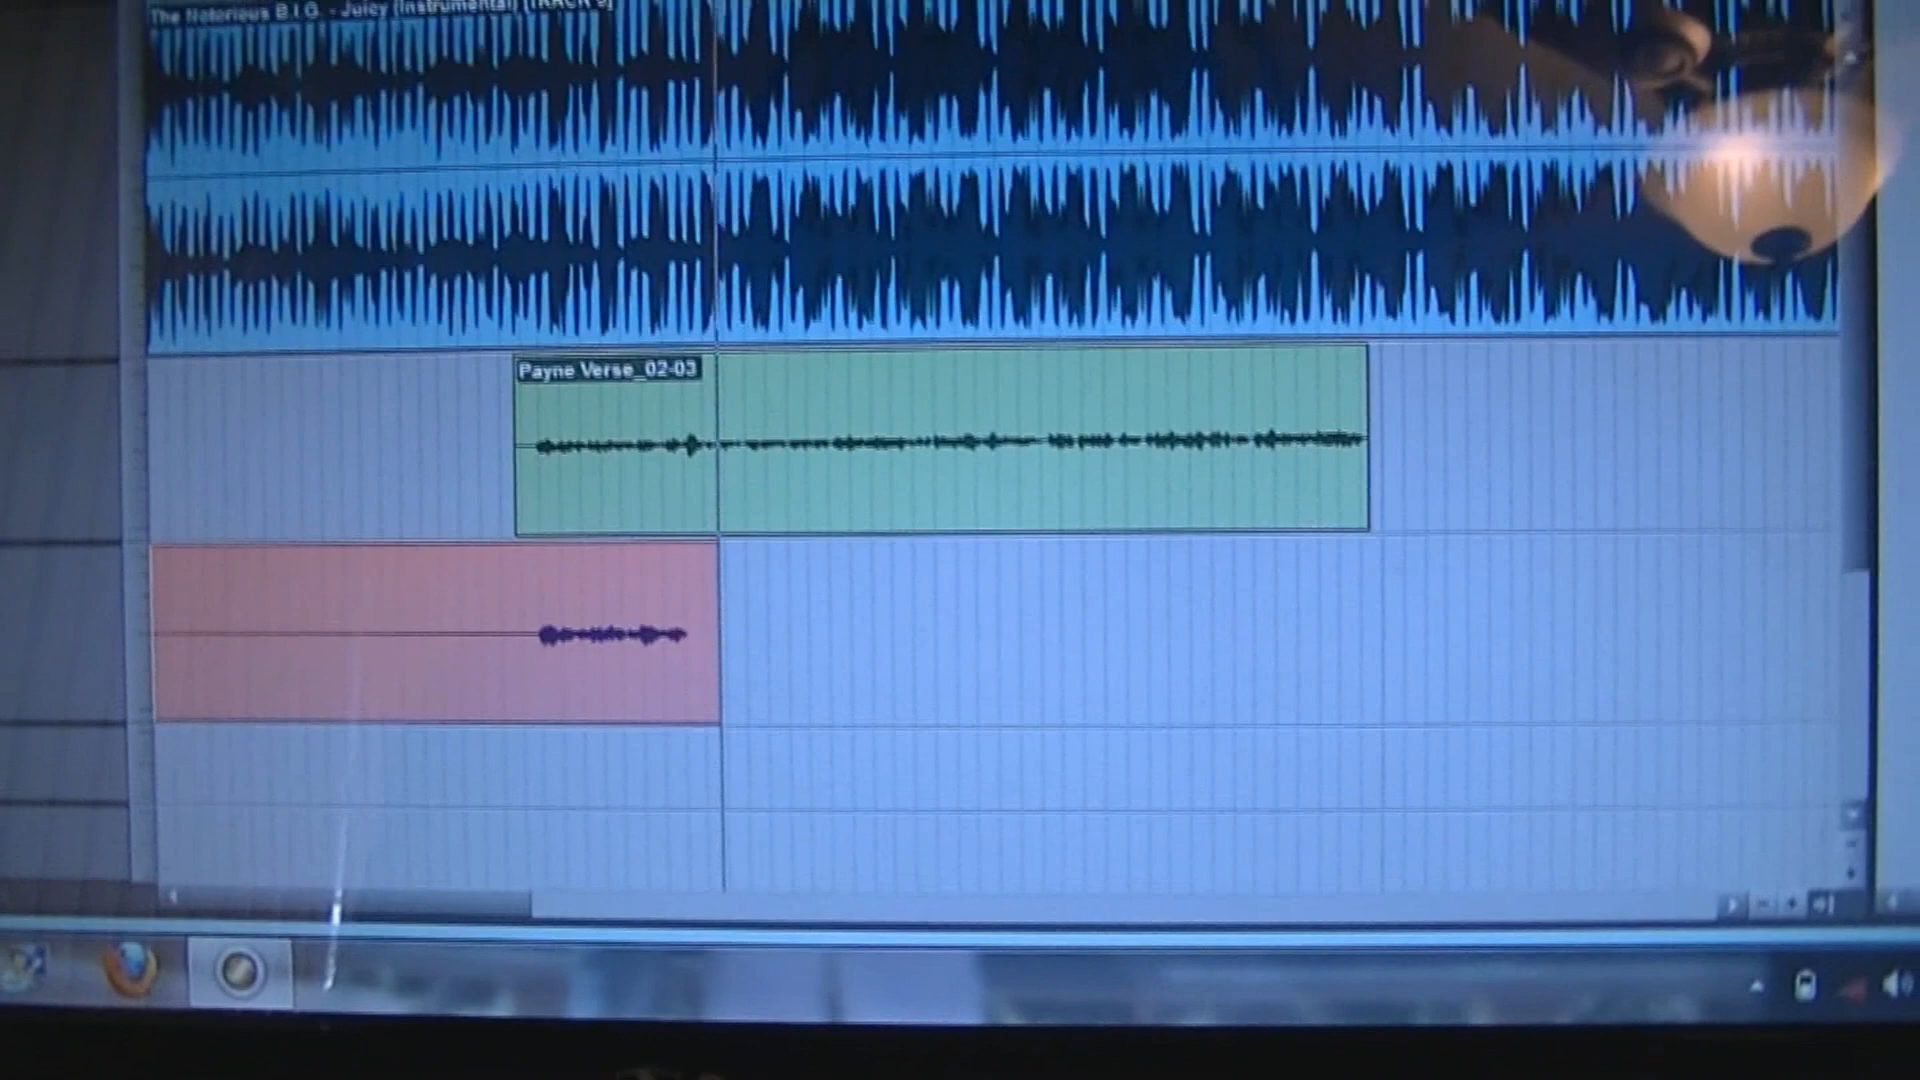 The Notorious B.I.G. - Juicy (Instrumental) [TRACK 9]
Payne Verse_02-03